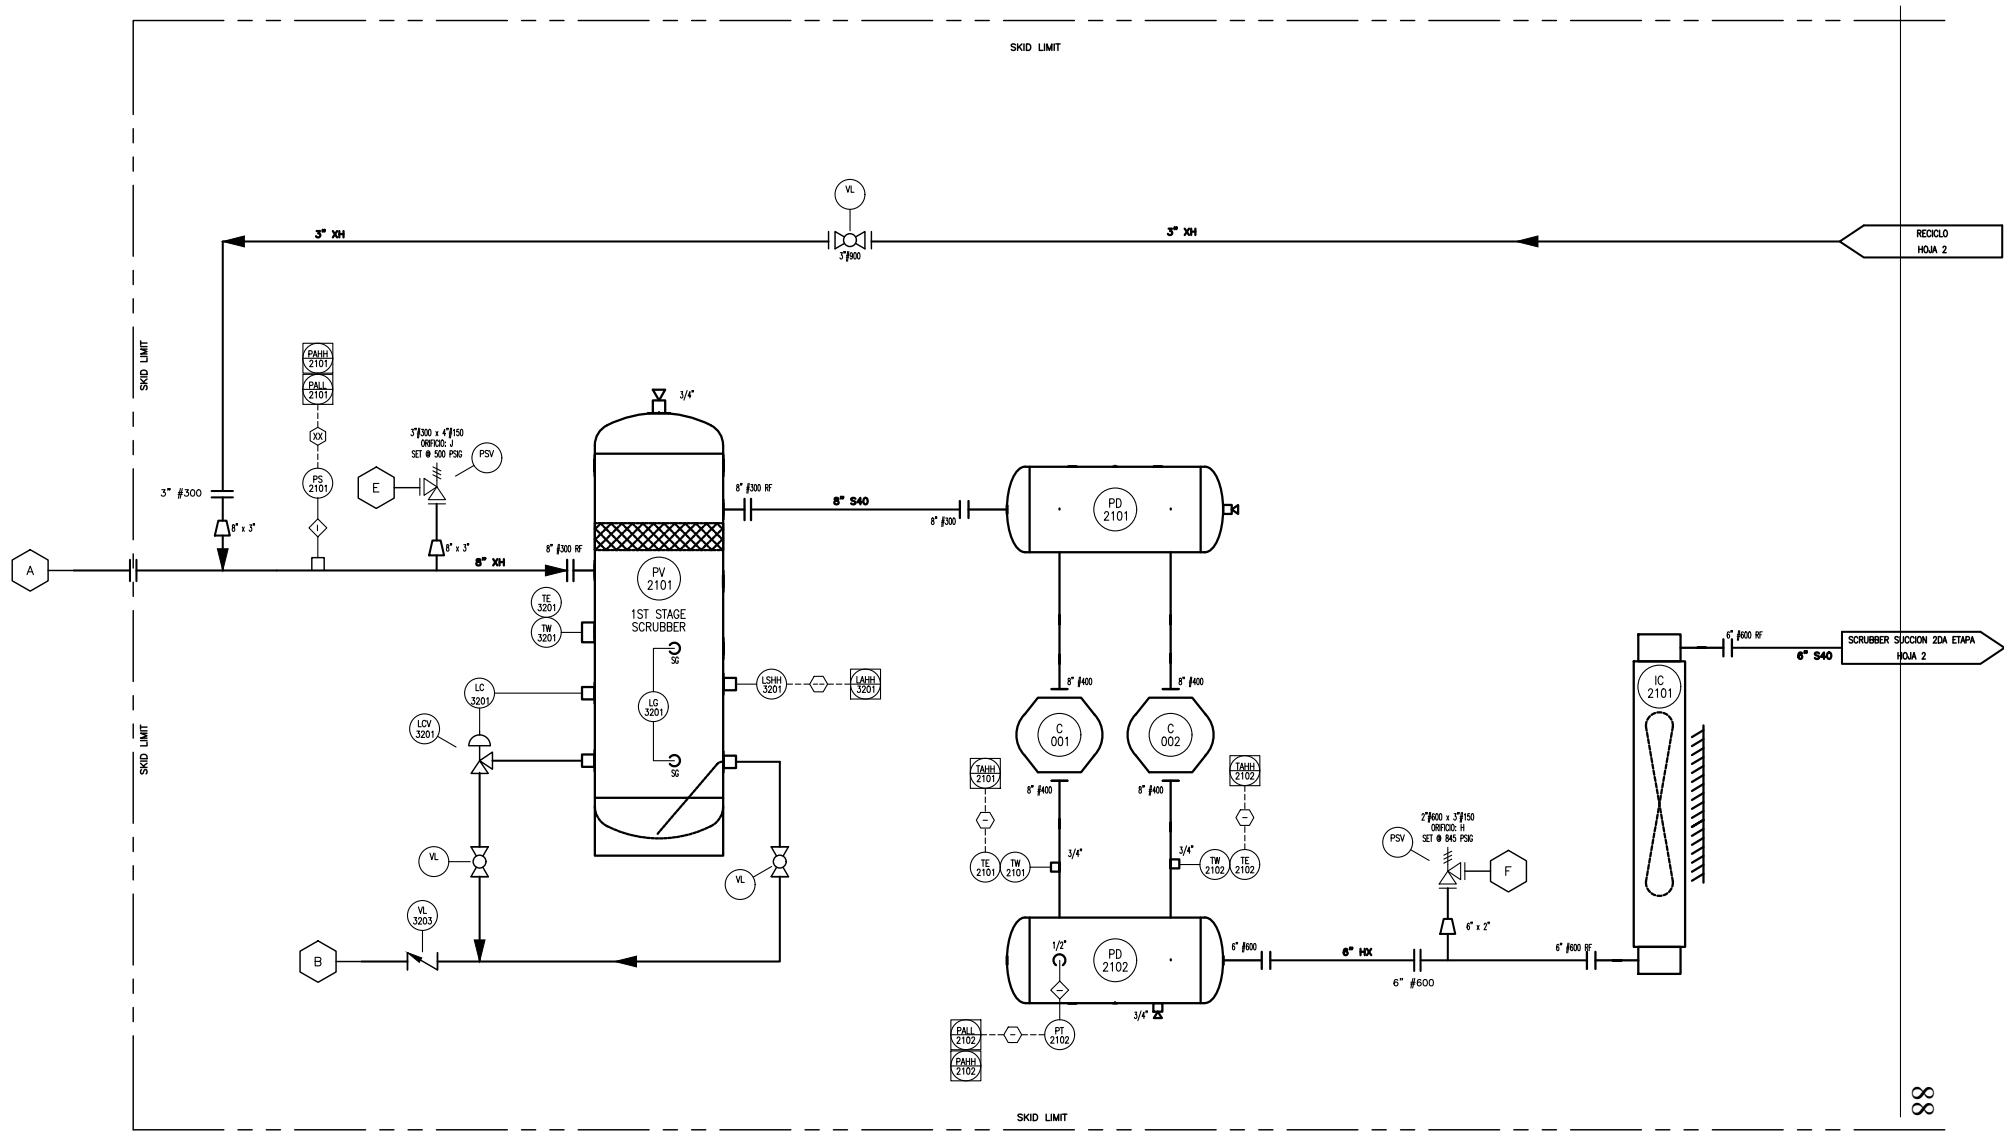 SKID LIMIT
VL
3" XH
3" XH
3"#900
RECICLO
HOJA 2
SKID LIMIT
PAHH
2101
PALL
2101
XX
PS
2101
I
3"#300 x 4"#150
ORIFICIO: J
SET @ 500 PSIG
PSV
E
3" #300
8" x 3"
8" x 3"
A
8" XH
8" #300 RF
3/4"
8" #300 RF
8" S40
8" #300
PD
2101
PV
2101
1ST STAGE
SCRUBBER
TE
3201
TW
3201
SG
LC
3201
LG
3201
LSHH
3201
LAHH
3201
LCV
3201
SG
SKID LIMIT
8" #400
8" #400
C
001
C
002
TAHH
2101
TAHH
2102
8" #400
8" #400
6" #600 RF
6" S40
SCRUBBER SUCCION 2DA ETAPA
HOJA 2
IC
2101
VL
VL
TE
2101
TW
2101
3/4"
3/4"
TW
2102
TE
2102
2"#600 x 3"#150
ORIFICIO: H
SET @ 845 PSIG
PSV
F
VL
3203
B
1/2"
PD
2102
6" #600
6" HX
6" x 2"
6" #600
6" #600 RF
3/4"
PALL
2102
PT
2102
PAHH
2102
SKID LIMIT
88